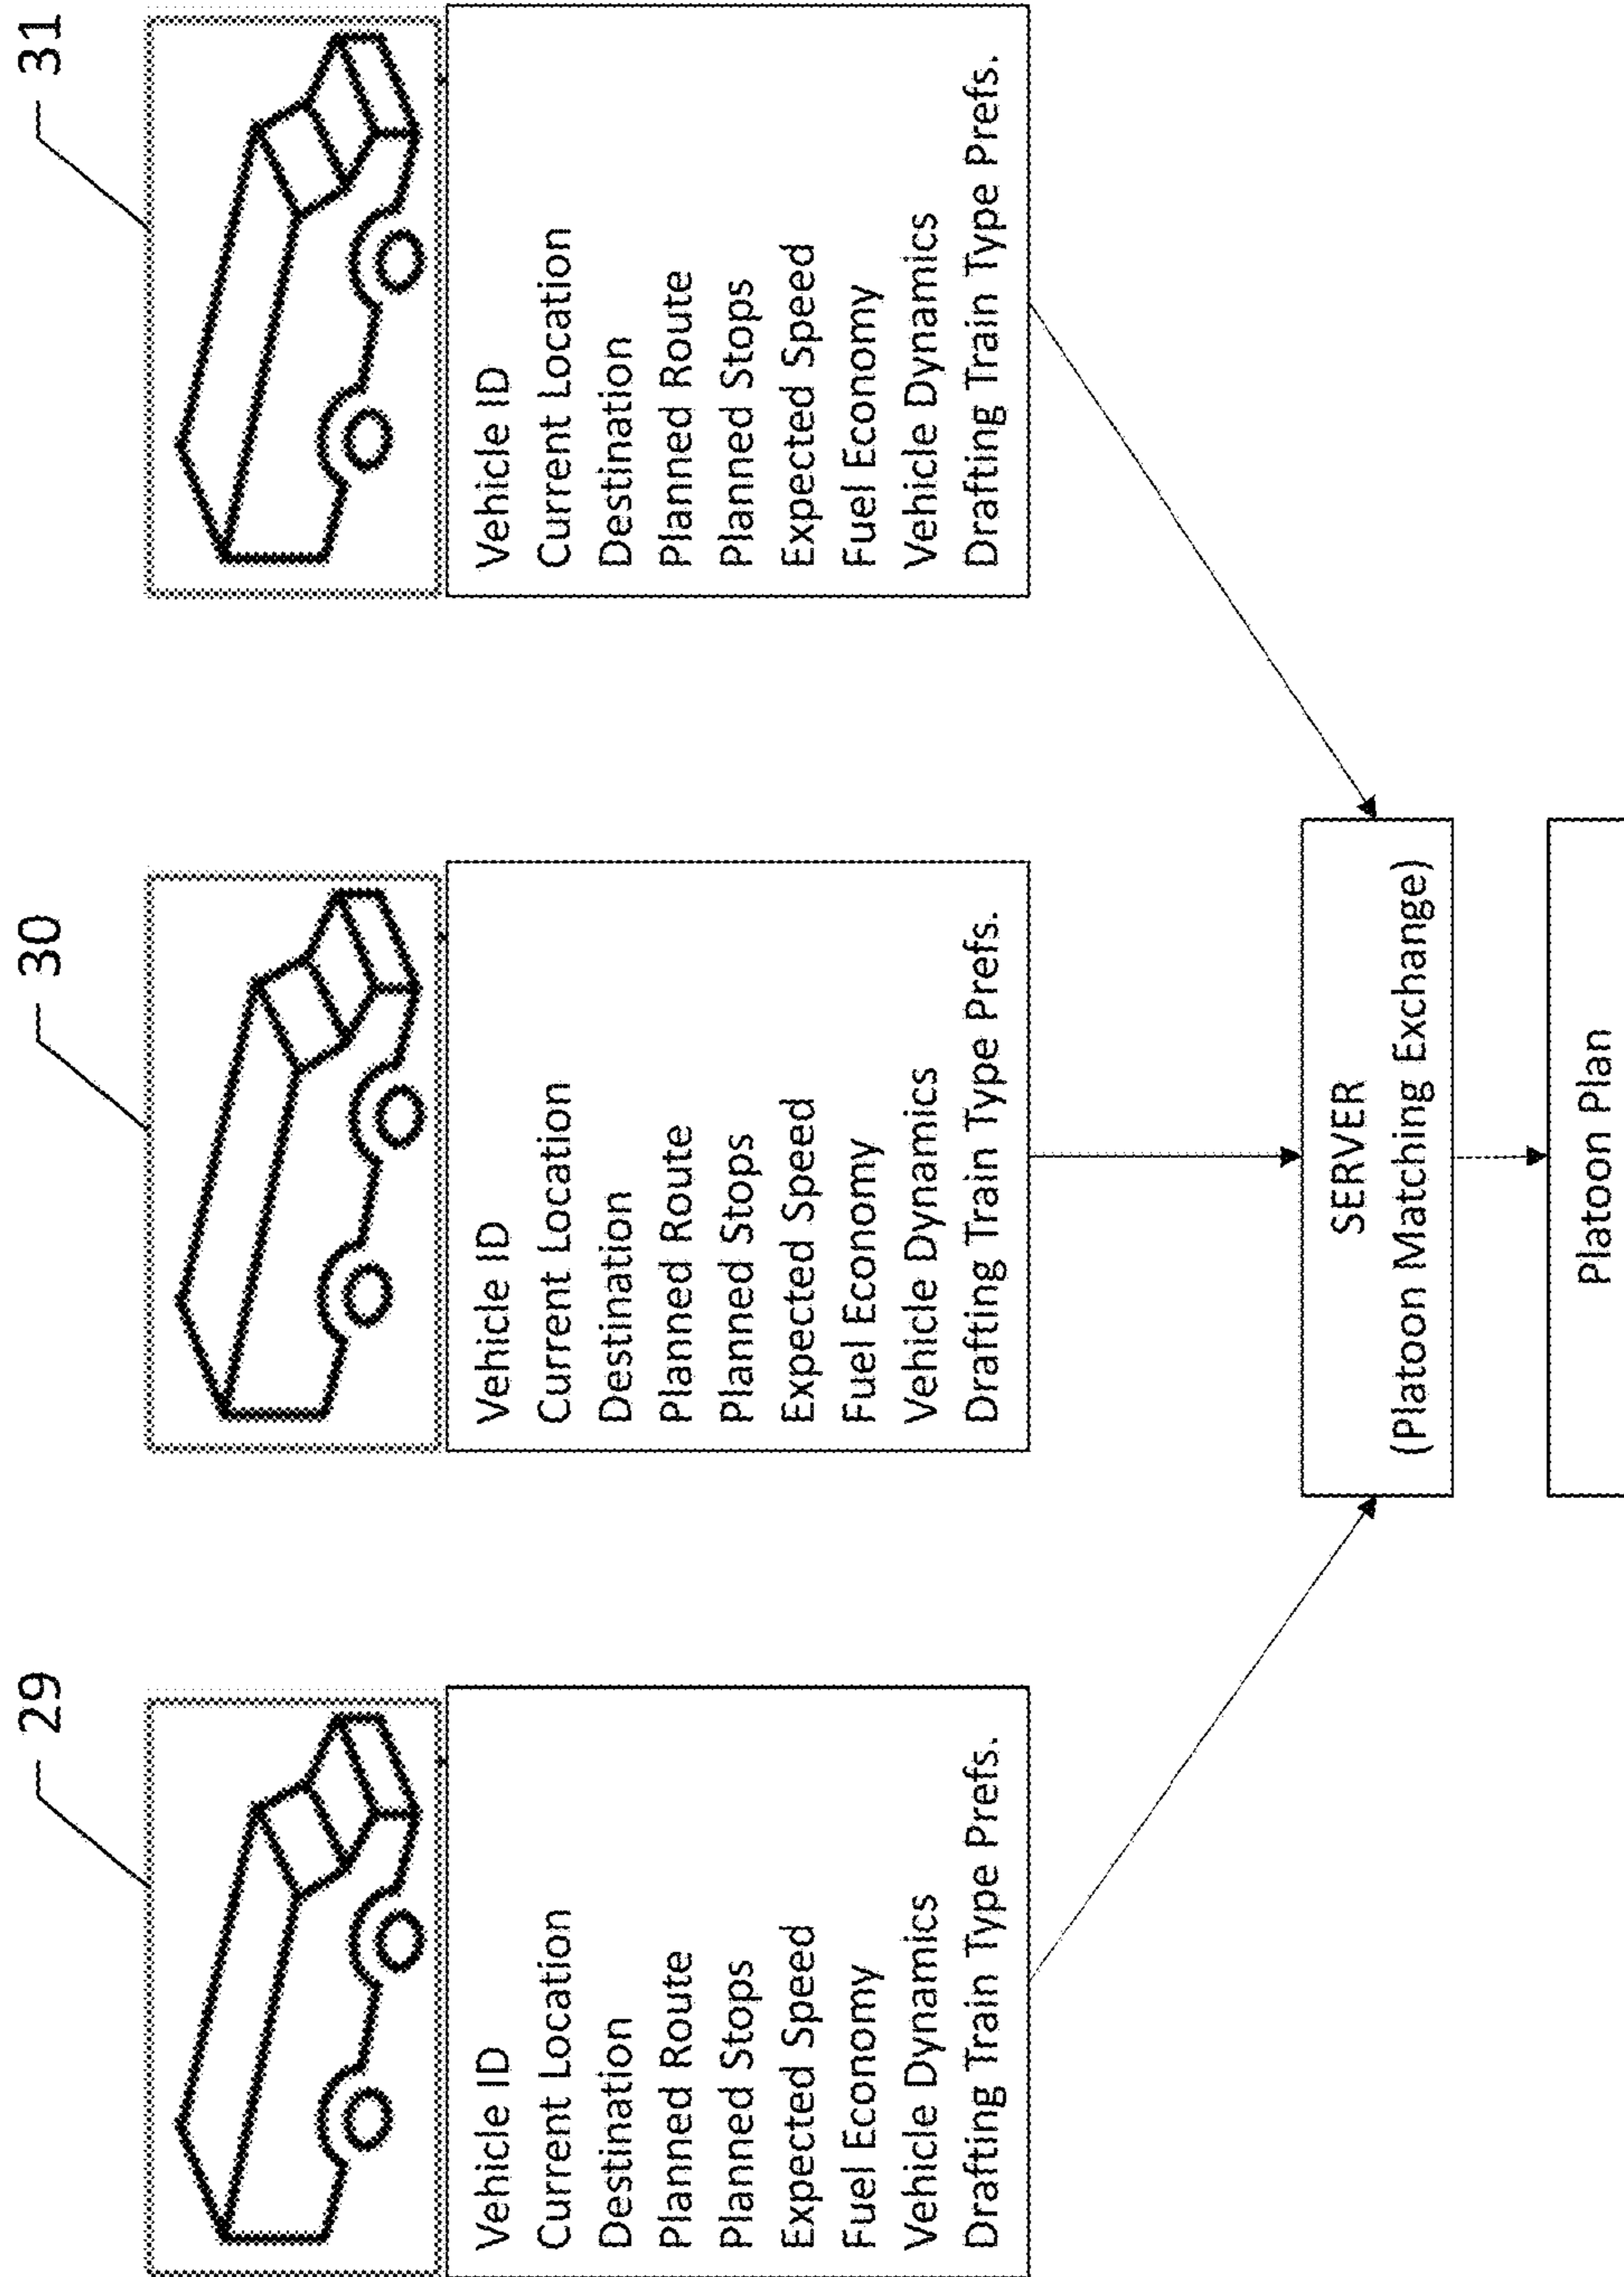 29
Vehicle ID
Current Location
Destination
Planned Route
Planned Stops
Expected Speed
Fuel Economy
Vehicle Dynamics
Drafting Train Type Prefs.
30
Vehicle ID
Current Location
Destination
Planned Route
Planned Stops
Expected Speed
Fuel Economy
Vehicle Dynamics
Drafting Train Type Prefs.
31
Vehicle ID
Current Location
Destination
Planned Route
Planned Stops
Expected Speed
Fuel Economy
Vehicle Dynamics
Drafting Train Type Prefs.
SERVER
(Platoon Matching Exchange)
Platoon Plan